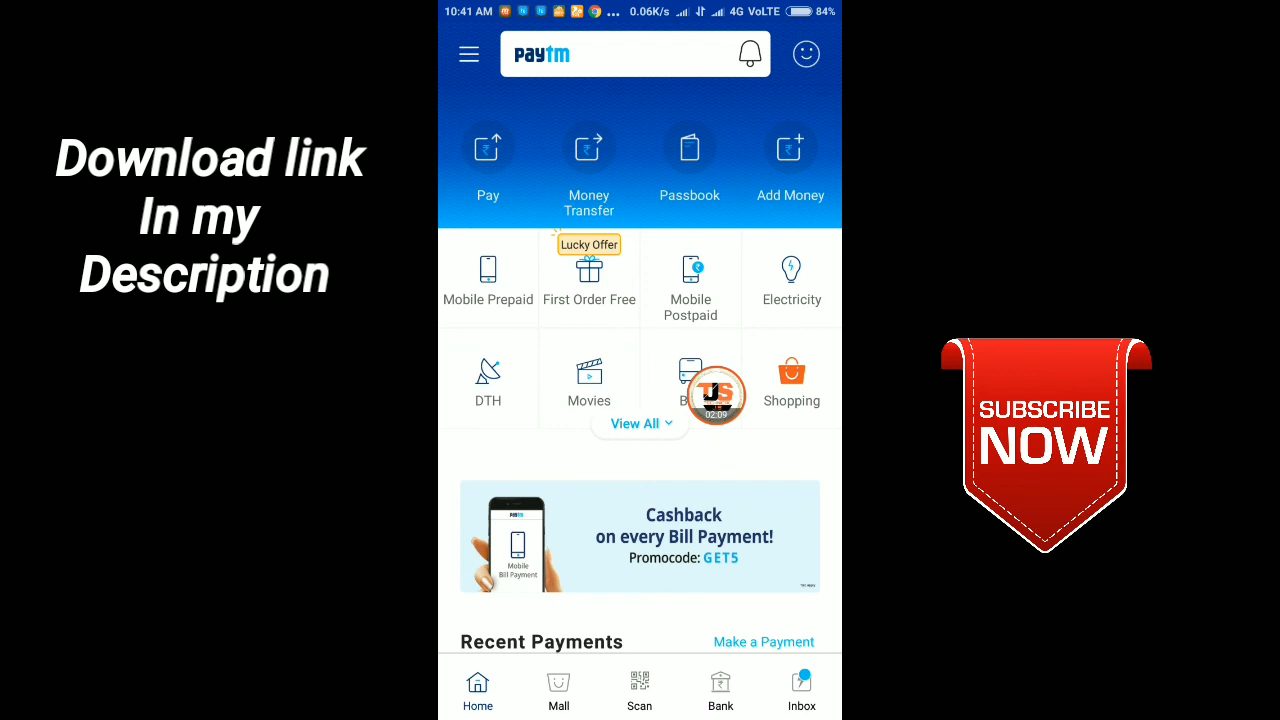 10:41 AM ... 0.06K/s 4G VoLTE 84%
paytm
Download link
In my
Description
Pay
Money
Transfer
Passbook
Add Money
Lucky Offer
Mobile Prepaid
First Order Free
Mobile
Postpaid
Electricity
DTH
Movies
B
Shopping
TJS
02:09
View All
SUBSCRIBE
NOW
Cashback
on every Bill Payment!
Promocode: GET5
paytm
Mobile
Bill Payment
Recent Payments
Make a Payment
Home
Mall
Scan
Bank
Inbox